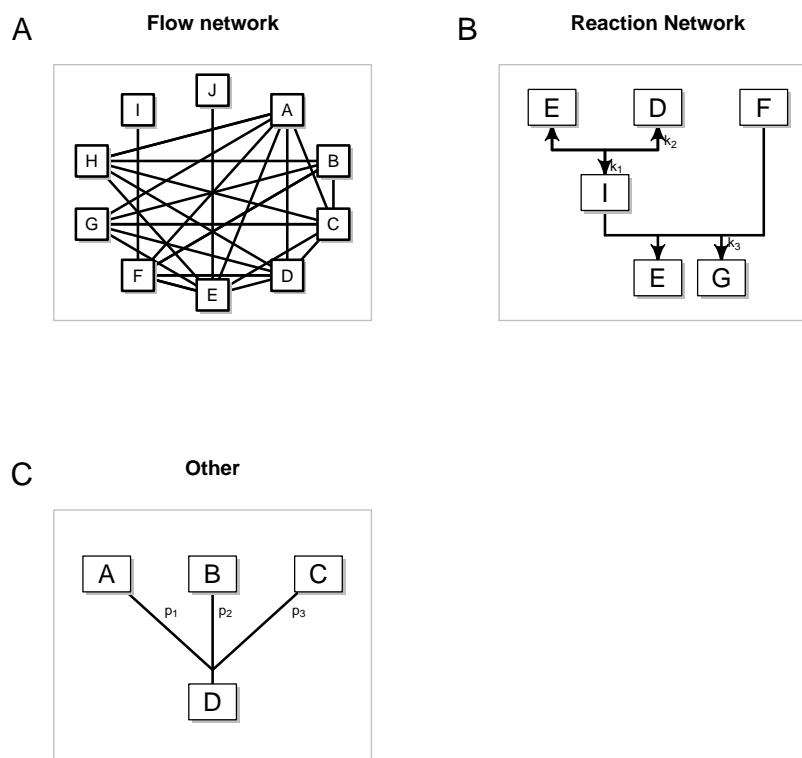 A
Flow network
J
I
A
H
B
G
C
F
D
E
B
Reaction Network
E
D
F
k2
k1
I
k3
E
G
C
Other
A
B
C
p1
p2
p3
D